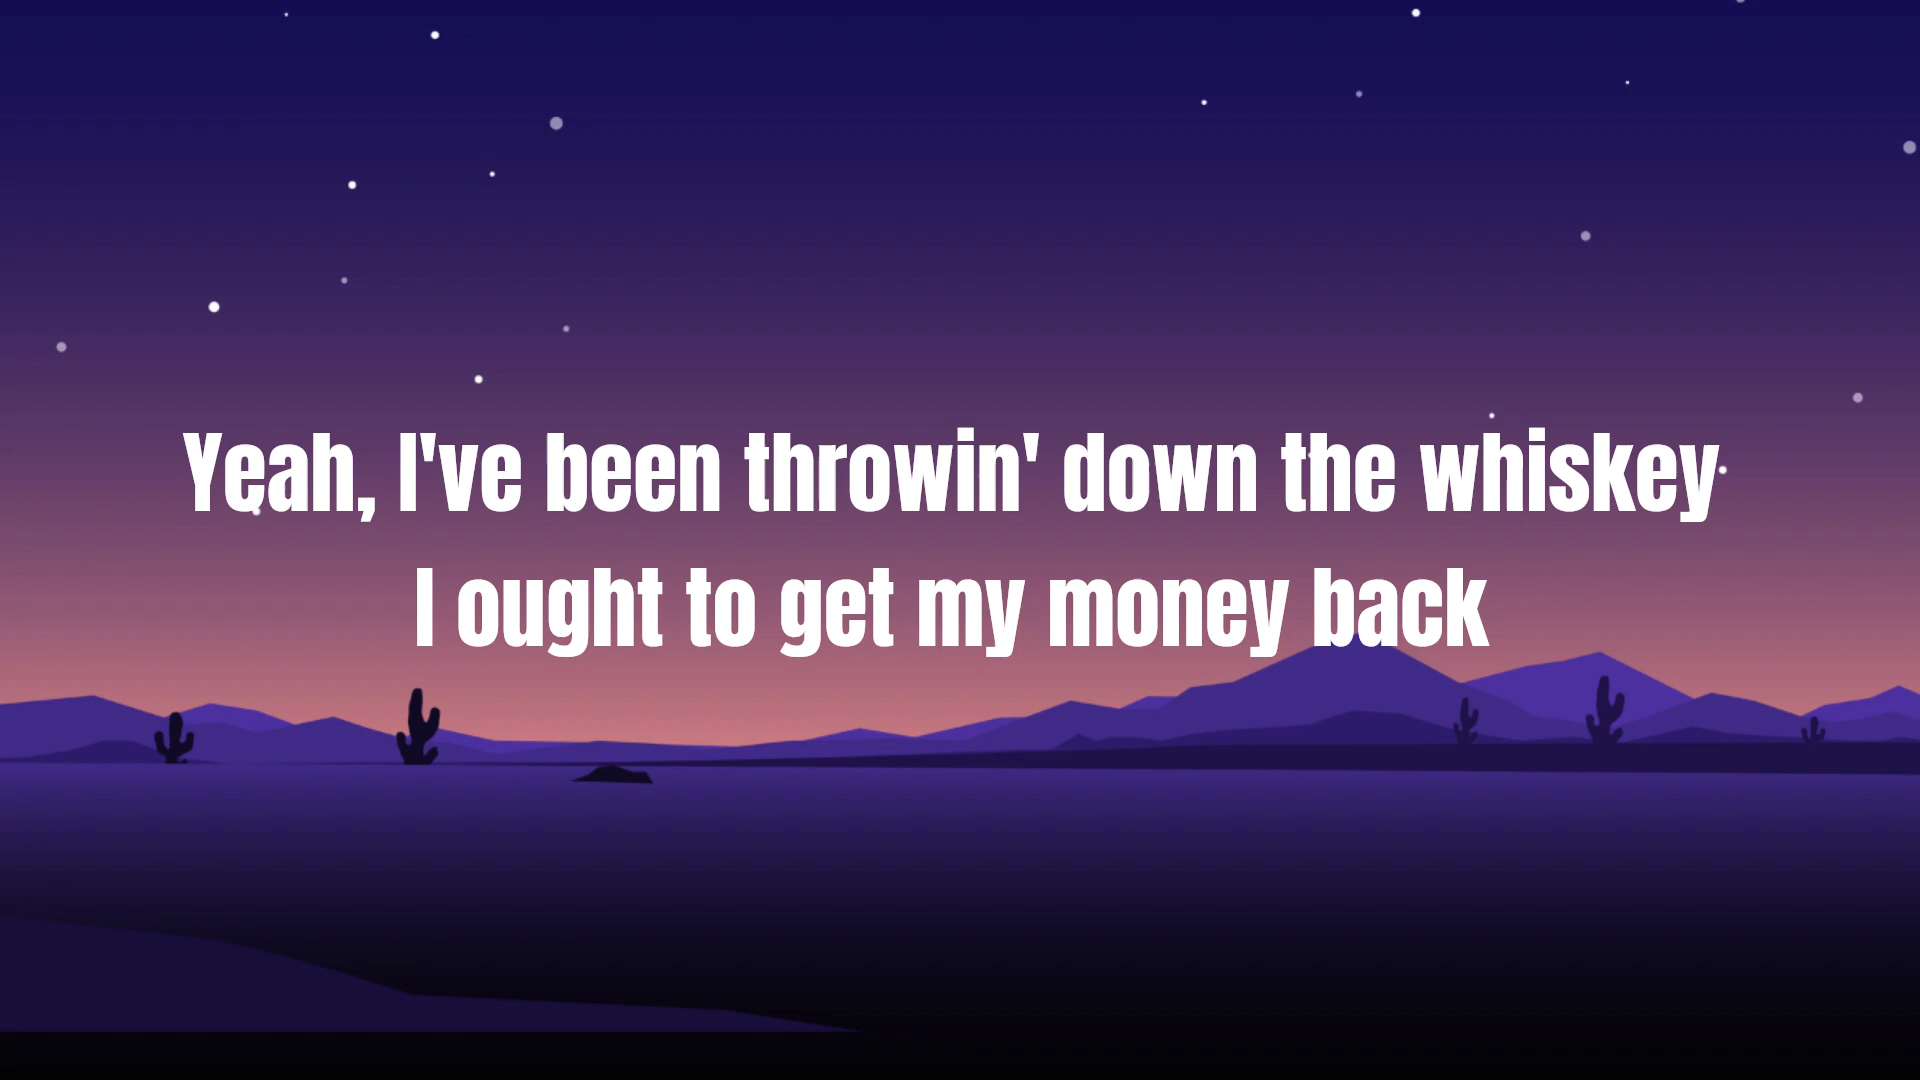 Yeah, I've been throwin' down the whiskey
I ought to get my money back